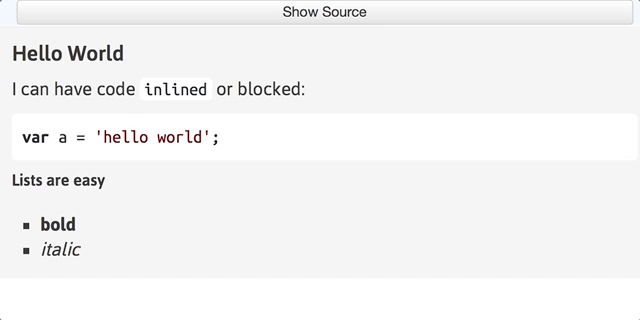 Show Source
Hello World
I can have code inlined or blocked:
var a = 'hello world';
Lists are easy
bold
italic